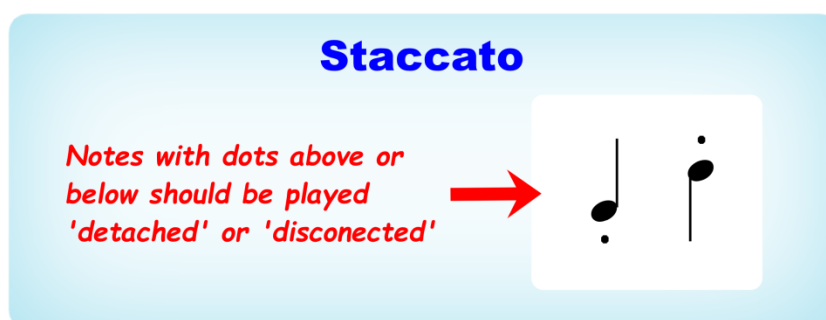 Staccato
Notes with dots above or
below should be played
'detached' or 'disconected'